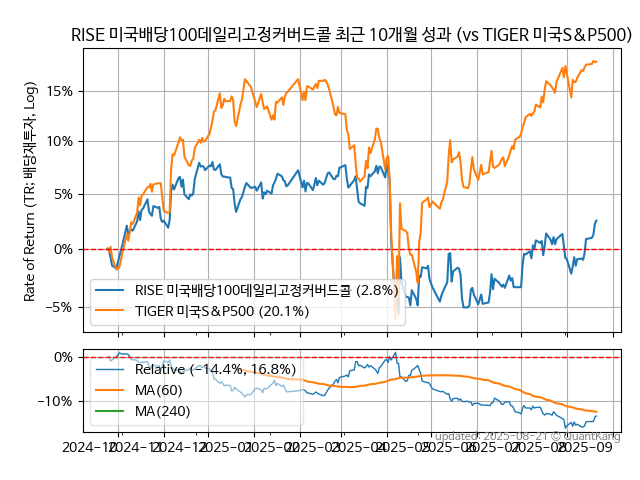 RISE 미국배당100데일리고정커버드콜 최근 10개월 성과 (vs TIGER 미국S&P500)
Rate of Return (TR: 배당재투자, Log)
15%
10%
5%
0%
−5%
RISE 미국배당100데일리고정커버드콜 (2.8%)
TIGER 미국S&P500 (20.1%)
0%
−10%
Relative (−14.4%, 16.8%)
MA(60)
MA(240)
updated: 2025-08-21 © QuantKang
2024-10 2024-11 2024-12 2025-01 2025-02 2025-03 2025-04 2025-05 2025-06 2025-07 2025-08 2025-09